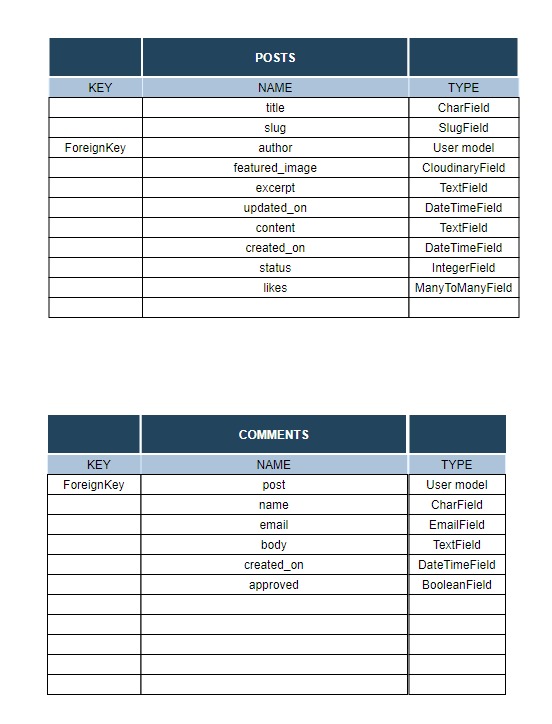 POSTS
KEY NAME TYPE
title CharField
slug SlugField
ForeignKey author User model
featured_image CloudinaryField
excerpt TextField
updated_on DateTimeField
content TextField
created_on DateTimeField
status IntegerField
likes ManyToManyField
COMMENTS
KEY NAME TYPE
ForeignKey post User model
name CharField
email EmailField
body TextField
created_on DateTimeField
approved BooleanField